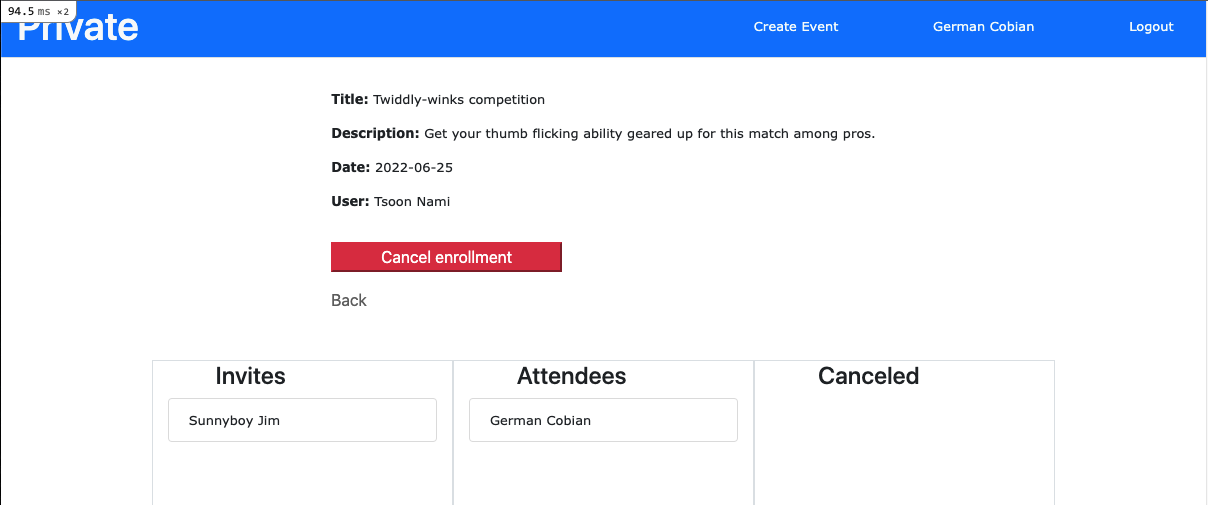 94.5 ms ×2
Private
Create Event
German Cobian
Logout
Title: Twiddly-winks competition
Description: Get your thumb flicking ability geared up for this match among pros.
Date: 2022-06-25
User: Tsoon Nami
Cancel enrollment
Back
Invites
Attendees
Canceled
Sunnyboy Jim
German Cobian